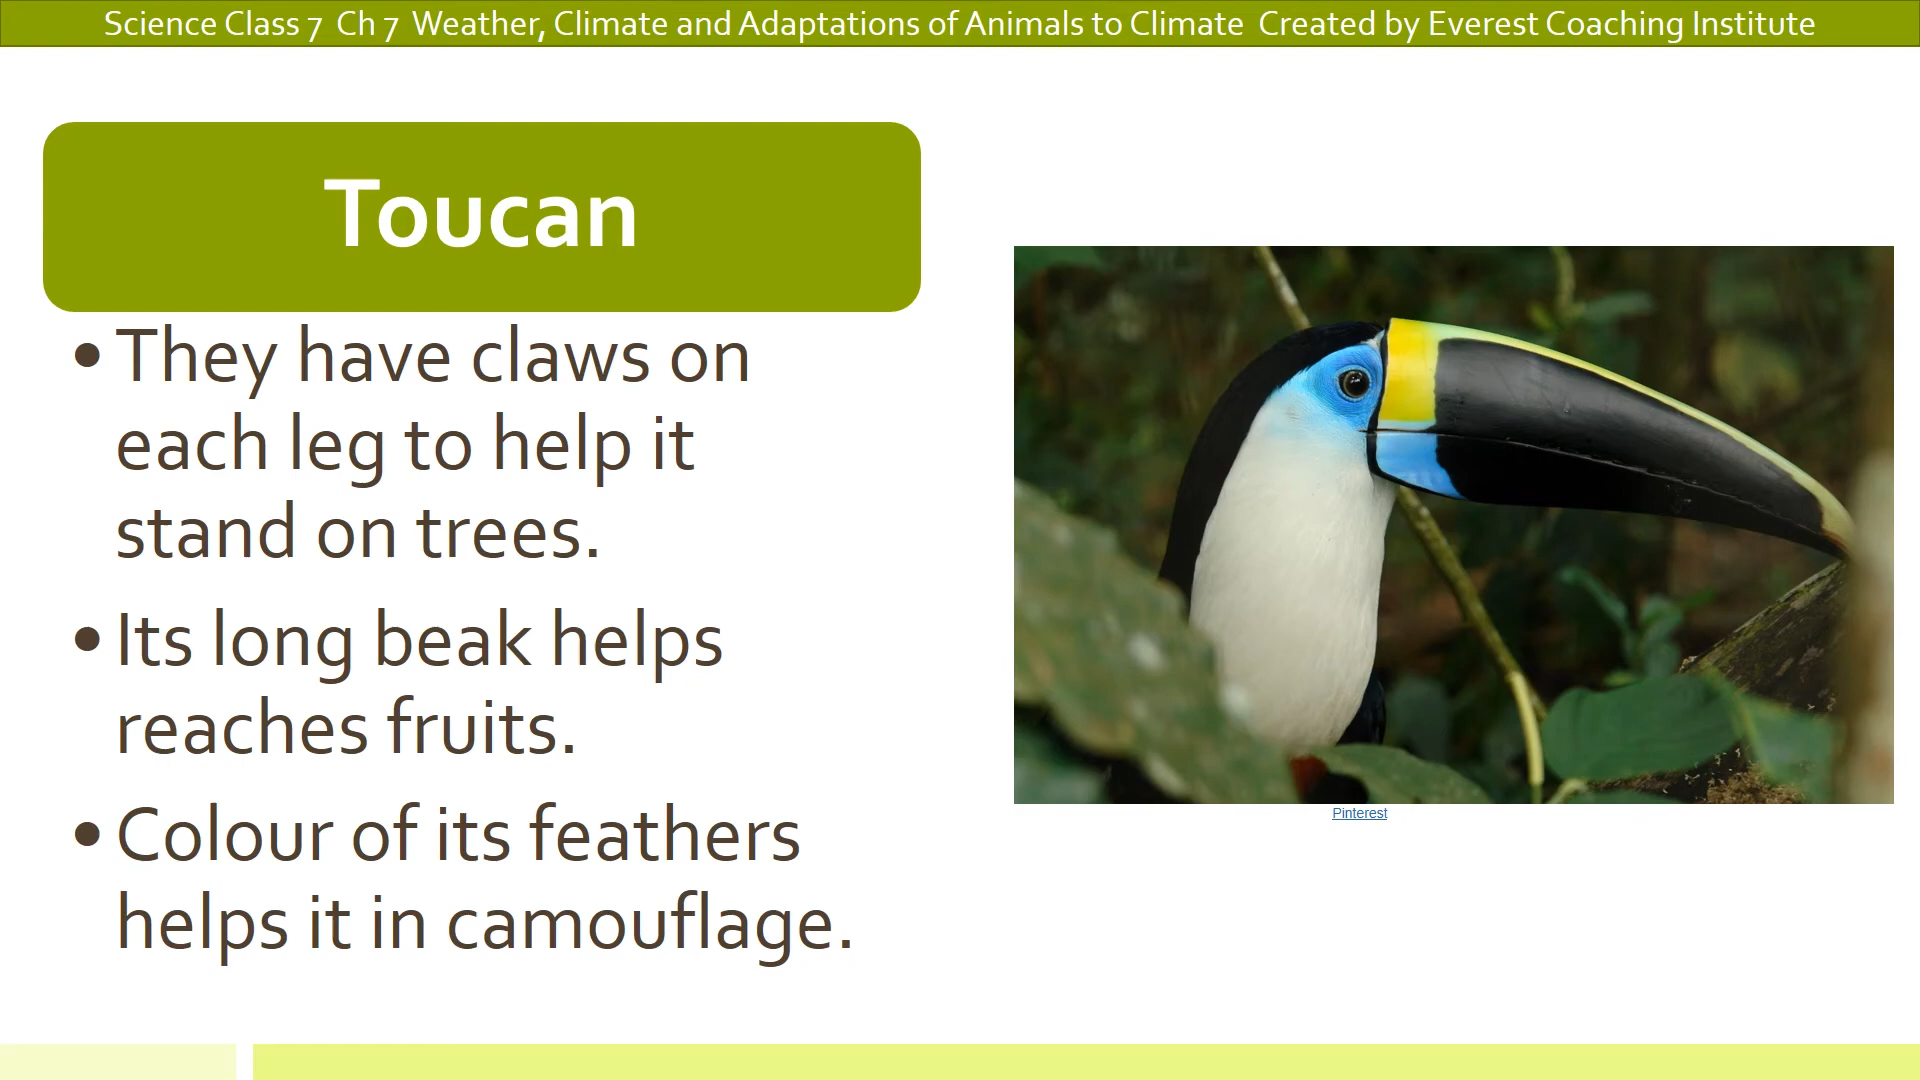 Science Class 7 Ch 7 Weather, Climate and Adaptations of Animals to Climate Created by Everest Coaching Institute
Toucan
• They have claws on
each leg to help it
stand on trees.
• Its long beak helps
reaches fruits.
• Colour of its feathers
helps it in camouflage.
Pinterest